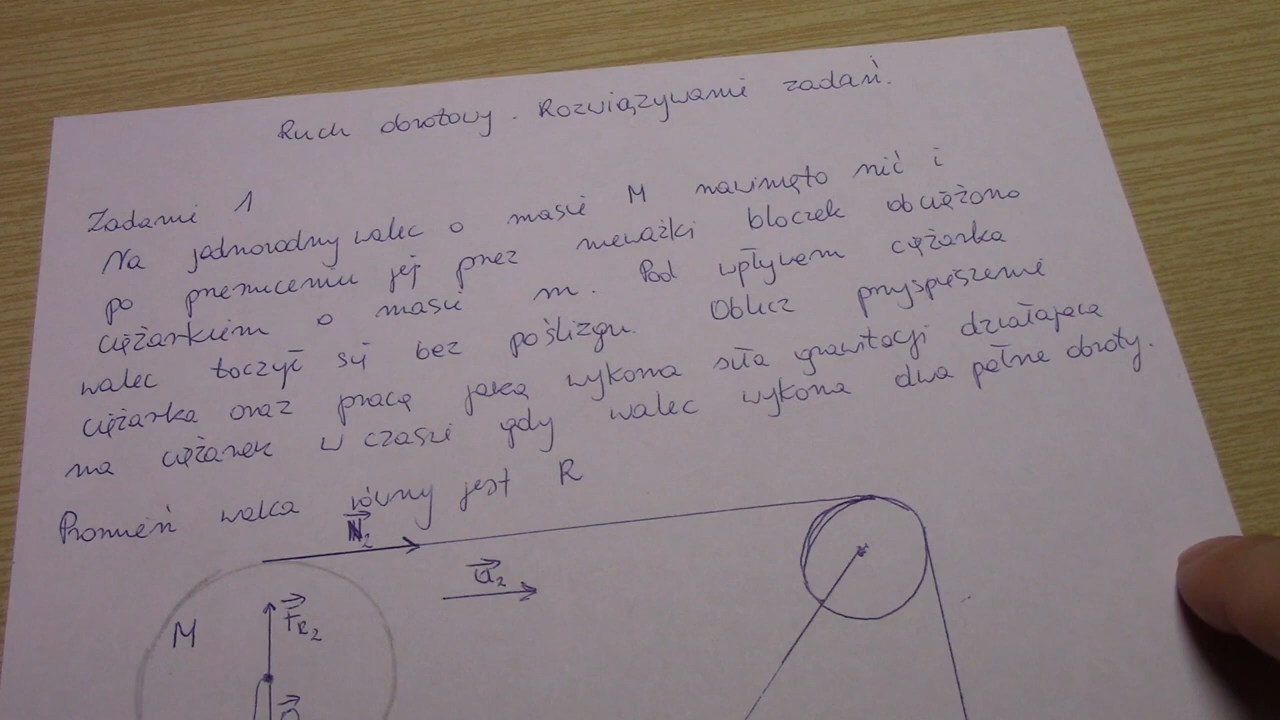 Ruch obrotowy. Rozwiązywanie zadań.
Zadanie 1
Na jednorodny walec o masie M nawinięto nić i
po przerzuceniu jej przez nieważki bloczek obciążono
ciężarkiem o masie m. Pod wpływem ciężarka
walec toczył się bez poślizgu. Oblicz przyspieszenie
ciężarka oraz pracę jaką wykona siła grawitacji działająca
na ciężarek w czasie gdy walec wykona dwa pełne obroty.
Promień walca równy jest R
N₂
a₂
F_R₂
M